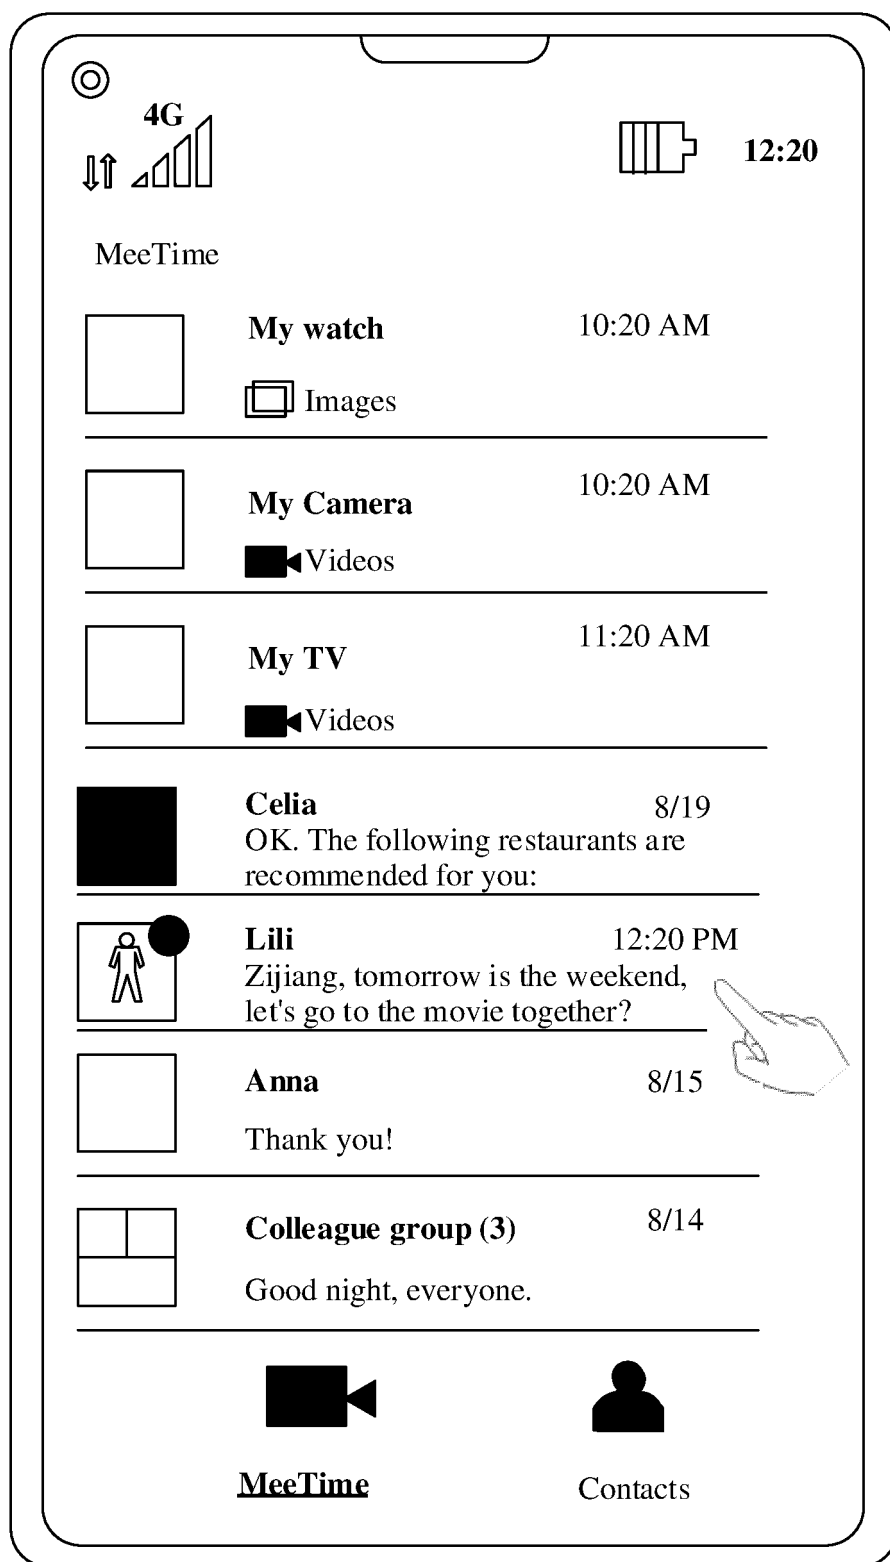 4G
12:20
MeeTime
My watch 10:20 AM
Images
My Camera 10:20 AM
Videos
My TV 11:20 AM
Videos
Celia 8/19
OK. The following restaurants are
recommended for you:
Lili 12:20 PM
Zijiang, tomorrow is the weekend,
let's go to the movie together?
Anna 8/15
Thank you!
Colleague group (3) 8/14
Good night, everyone.
MeeTime Contacts